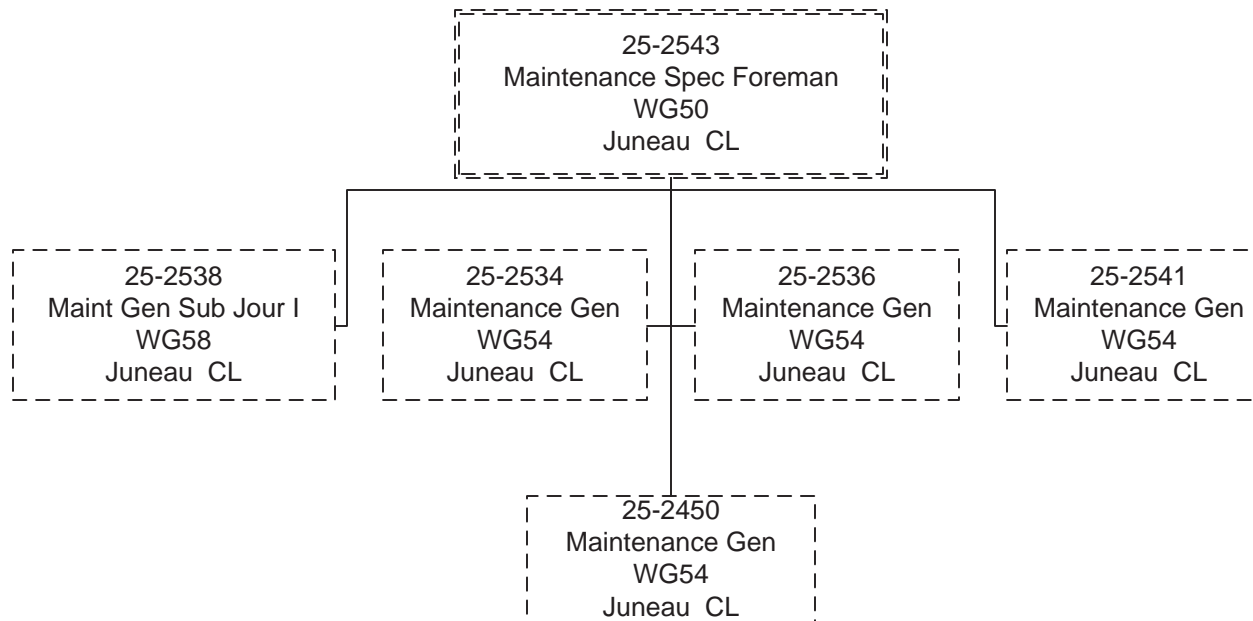 25-2543
Maintenance Spec Foreman
WG50
Juneau  CL
25-2538
Maint Gen Sub Jour I
WG58
Juneau  CL
25-2534
Maintenance Gen
WG54
Juneau  CL
25-2536
Maintenance Gen
WG54
Juneau  CL
25-2541
Maintenance Gen
WG54
Juneau  CL
25-2450
Maintenance Gen
WG54
Juneau  CL